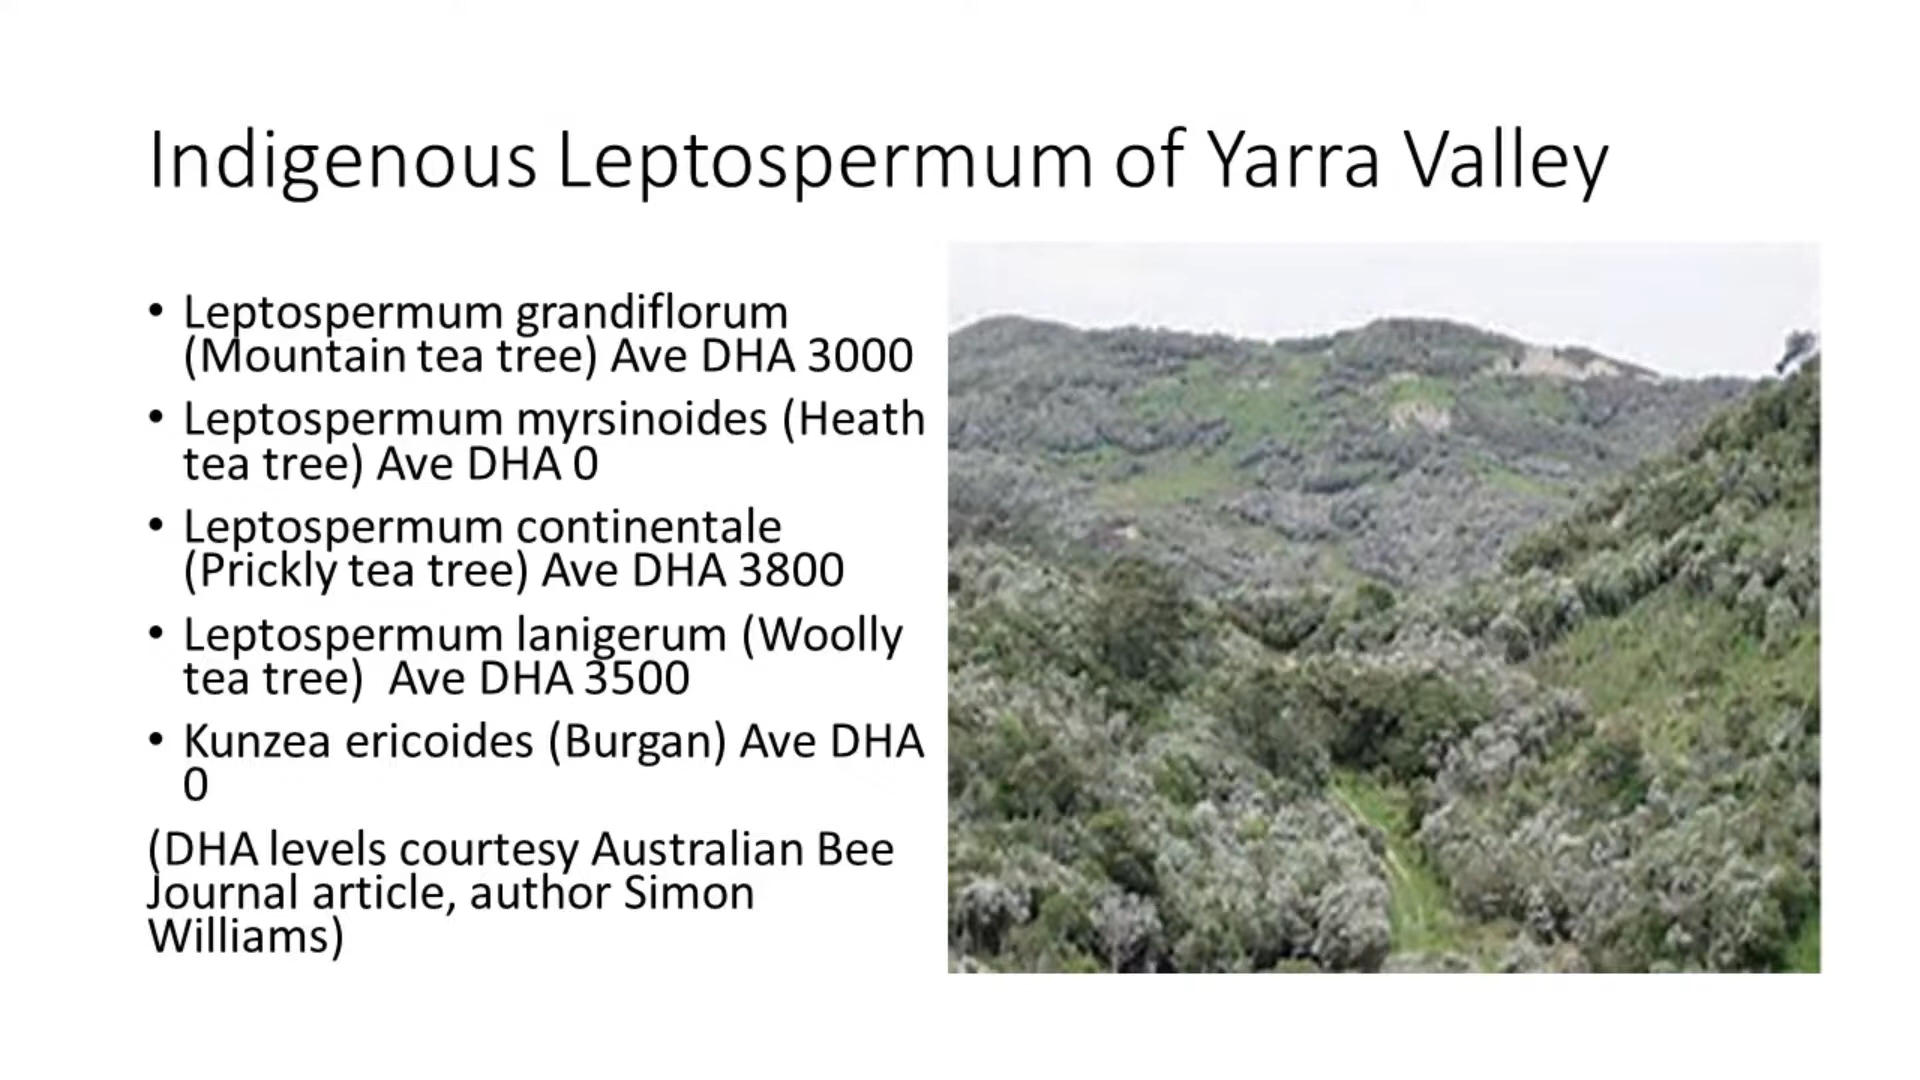 Indigenous Leptospermum of Yarra Valley
• Leptospermum grandiflorum
(Mountain tea tree) Ave DHA 3000
• Leptospermum myrsinoides (Heath
tea tree) Ave DHA 0
• Leptospermum continentale
(Prickly tea tree) Ave DHA 3800
• Leptospermum lanigerum (Woolly
tea tree)  Ave DHA 3500
• Kunzea ericoides (Burgan) Ave DHA
0
(DHA levels courtesy Australian Bee
Journal article, author Simon
Williams)